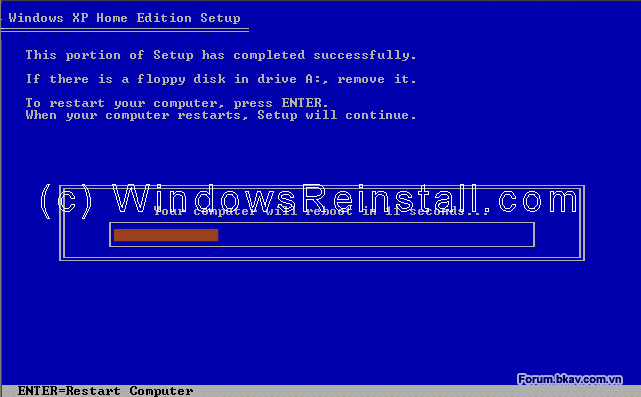 Windows XP Home Edition Setup
This portion of Setup has completed successfully.
If there is a floppy disk in drive A:, remove it.
To restart your computer, press ENTER.
When your computer restarts, Setup will continue.
(c) WindowsReinstall.com
Your computer will reboot in 11 seconds...
Forum.bkav.com.vn
ENTER=Restart Computer